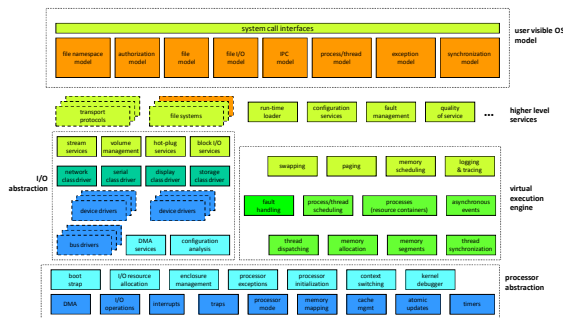 system call interfaces
user visible OS
model
file namespace
model
authorization
model
file
model
file I/O
model
IPC
model
process/thread
model
exception
model
synchronization
model
transport
protocols
file systems
run-time
loader
configuration
services
fault
management
quality
of service
...
higher level
services
stream
services
volume
management
hot-plug
services
block I/O
services
network
class driver
serial
class driver
display
class driver
storage
class driver
I/O
abstraction
device drivers
device drivers
bus drivers
DMA
services
configuration
analysis
swapping
paging
memory
scheduling
logging
& tracing
fault
handling
process/thread
scheduling
processes
(resource containers)
asynchronous
events
virtual
execution
engine
thread
dispatching
memory
allocation
memory
segments
thread
synchronization
boot
strap
I/O resource
allocation
enclosure
management
processor
exceptions
processor
initialization
context
switching
kernel
debugger
processor
abstraction
DMA
I/O
operations
interrupts
traps
processor
mode
memory
mapping
cache
mgmt
atomic
updates
timers